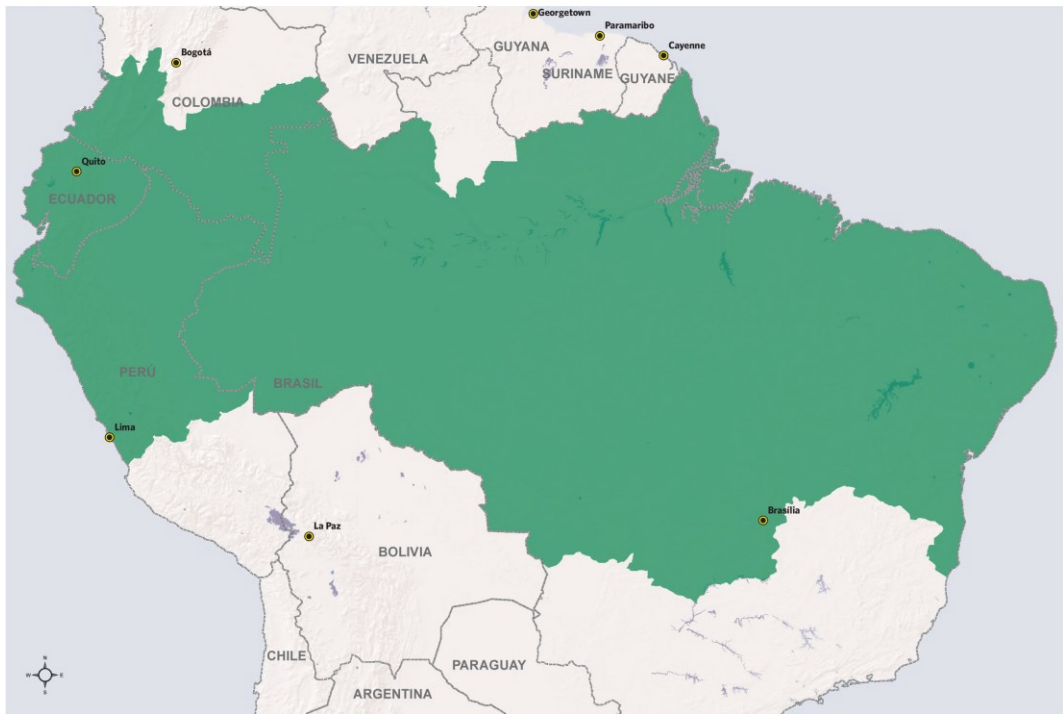 Georgetown
Paramaribo
Bogotá
GUYANA
Cayenne
VENEZUELA
SURINAME
GUYANE
COLOMBIA
Quito
ECUADOR
PERÚ
BRASIL
Lima
Brasília
La Paz
BOLIVIA
CHILE
PARAGUAY
ARGENTINA
N
W
E
S